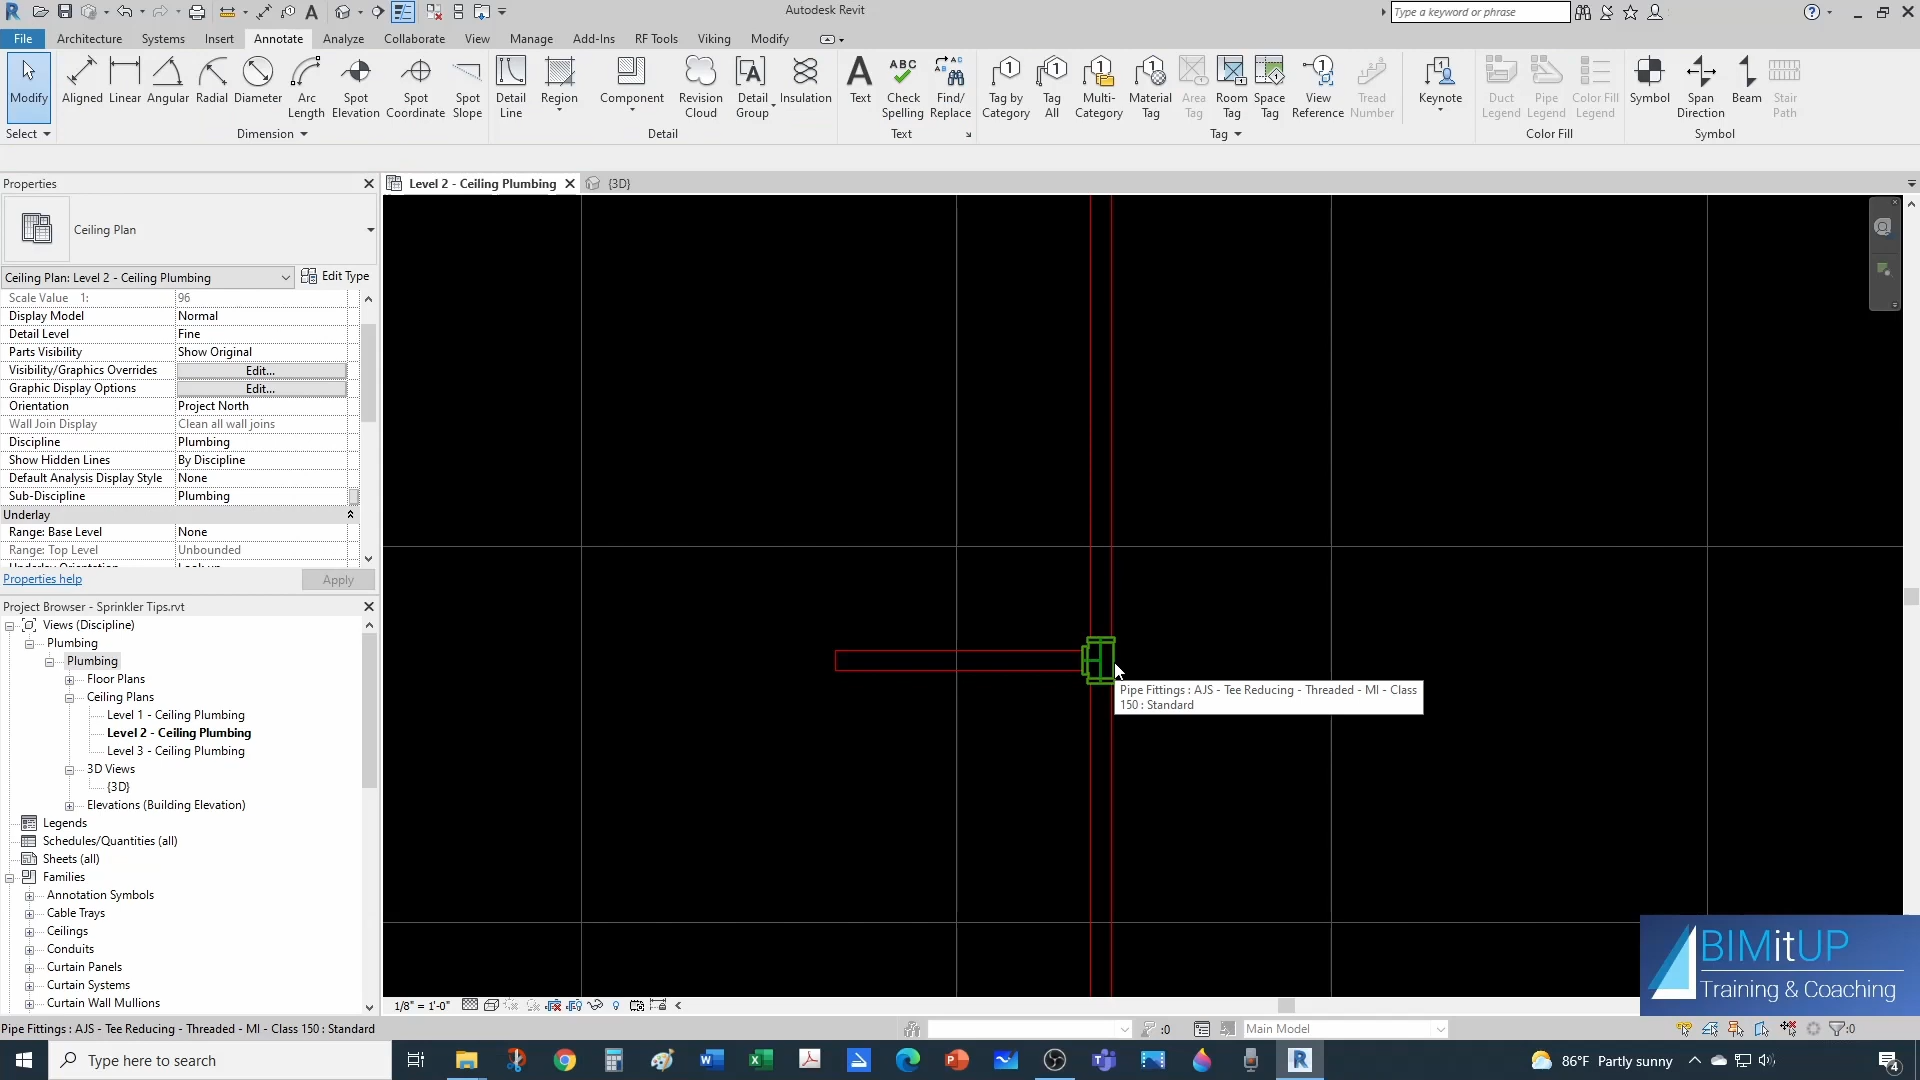 Autodesk Revit
Type a keyword or phrase
File Architecture Systems Insert Annotate Analyze Collaborate View Manage Add-Ins RF Tools Viking Modify
Modify
Aligned
Linear
Angular
Radial
Diameter
Arc
Length
Spot
Elevation
Spot
Coordinate
Spot
Slope
Detail
Line
Region
Component
Revision
Cloud
Detail
Group
Insulation
Text
ABC
Check
Spelling
Find/
Replace
Tag by
Category
Tag
All
Multi-
Category
Material
Tag
Area
Tag
Room
Tag
Space
Tag
View
Reference
Tread
Number
Keynote
Duct
Legend
Pipe
Legend
Color Fill
Legend
Symbol
Span
Direction
Beam
Stair
Path
Select Dimension Detail Text Tag Color Fill Symbol
Properties
Ceiling Plan
Ceiling Plan: Level 2 - Ceiling Plumbing Edit Type
Scale Value 1: 96
Display Model Normal
Detail Level Fine
Parts Visibility Show Original
Visibility/Graphics Overrides Edit...
Graphic Display Options Edit...
Orientation Project North
Wall Join Display Clean all wall joins
Discipline Plumbing
Show Hidden Lines By Discipline
Default Analysis Display Style None
Sub-Discipline Plumbing
Underlay
Range: Base Level None
Range: Top Level Unbounded
Properties help Apply
Project Browser - Sprinkler Tips.rvt
Views (Discipline)
Plumbing
Plumbing
Floor Plans
Ceiling Plans
Level 1 - Ceiling Plumbing
Level 2 - Ceiling Plumbing
Level 3 - Ceiling Plumbing
3D Views
{3D}
Elevations (Building Elevation)
Legends
Schedules/Quantities (all)
Sheets (all)
Families
Annotation Symbols
Cable Trays
Ceilings
Conduits
Curtain Panels
Curtain Systems
Curtain Wall Mullions
Level 2 - Ceiling Plumbing {3D}
Pipe Fittings : AJS - Tee Reducing - Threaded - MI - Class
150 : Standard
BIMitUP
Training & Coaching
1/8" = 1'-0"
Pipe Fittings : AJS - Tee Reducing - Threaded - MI - Class 150 : Standard
:0
Main Model
:0
Type here to search
86°F Partly sunny
4